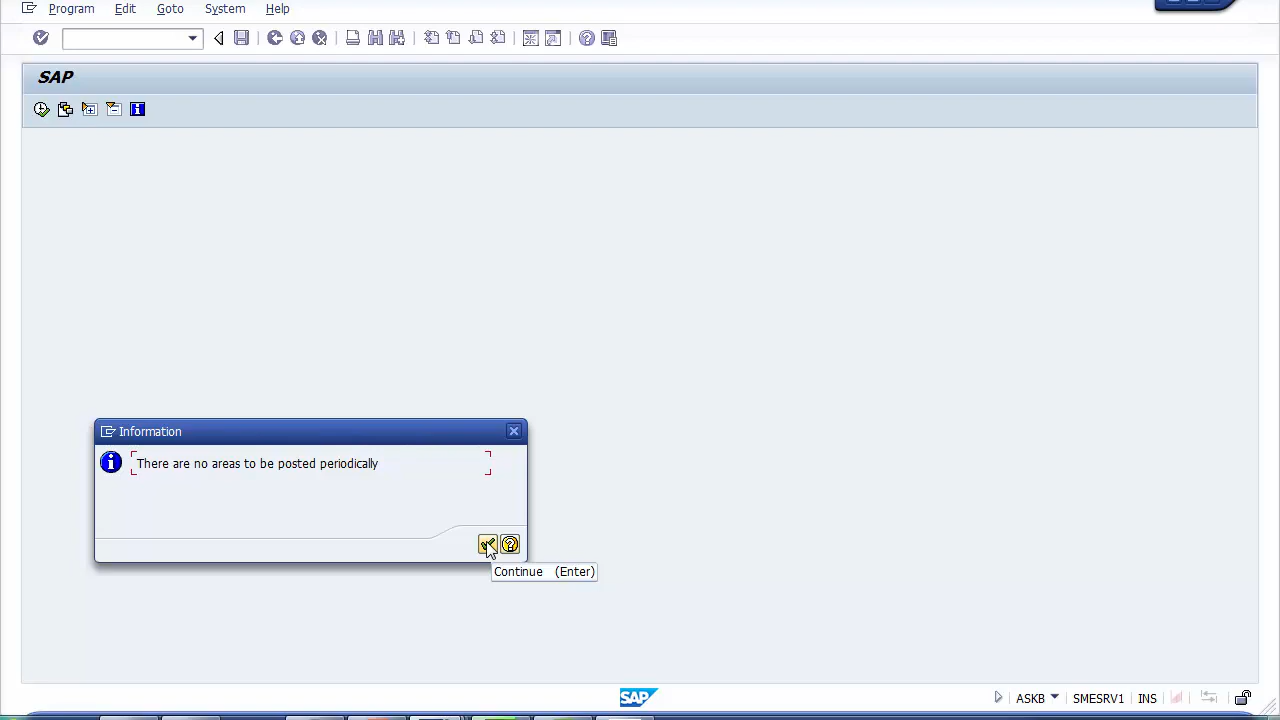 Program Edit Goto System Help
SAP
Information
There are no areas to be posted periodically
Continue (Enter)
SAP
ASKB SMESRV1 INS